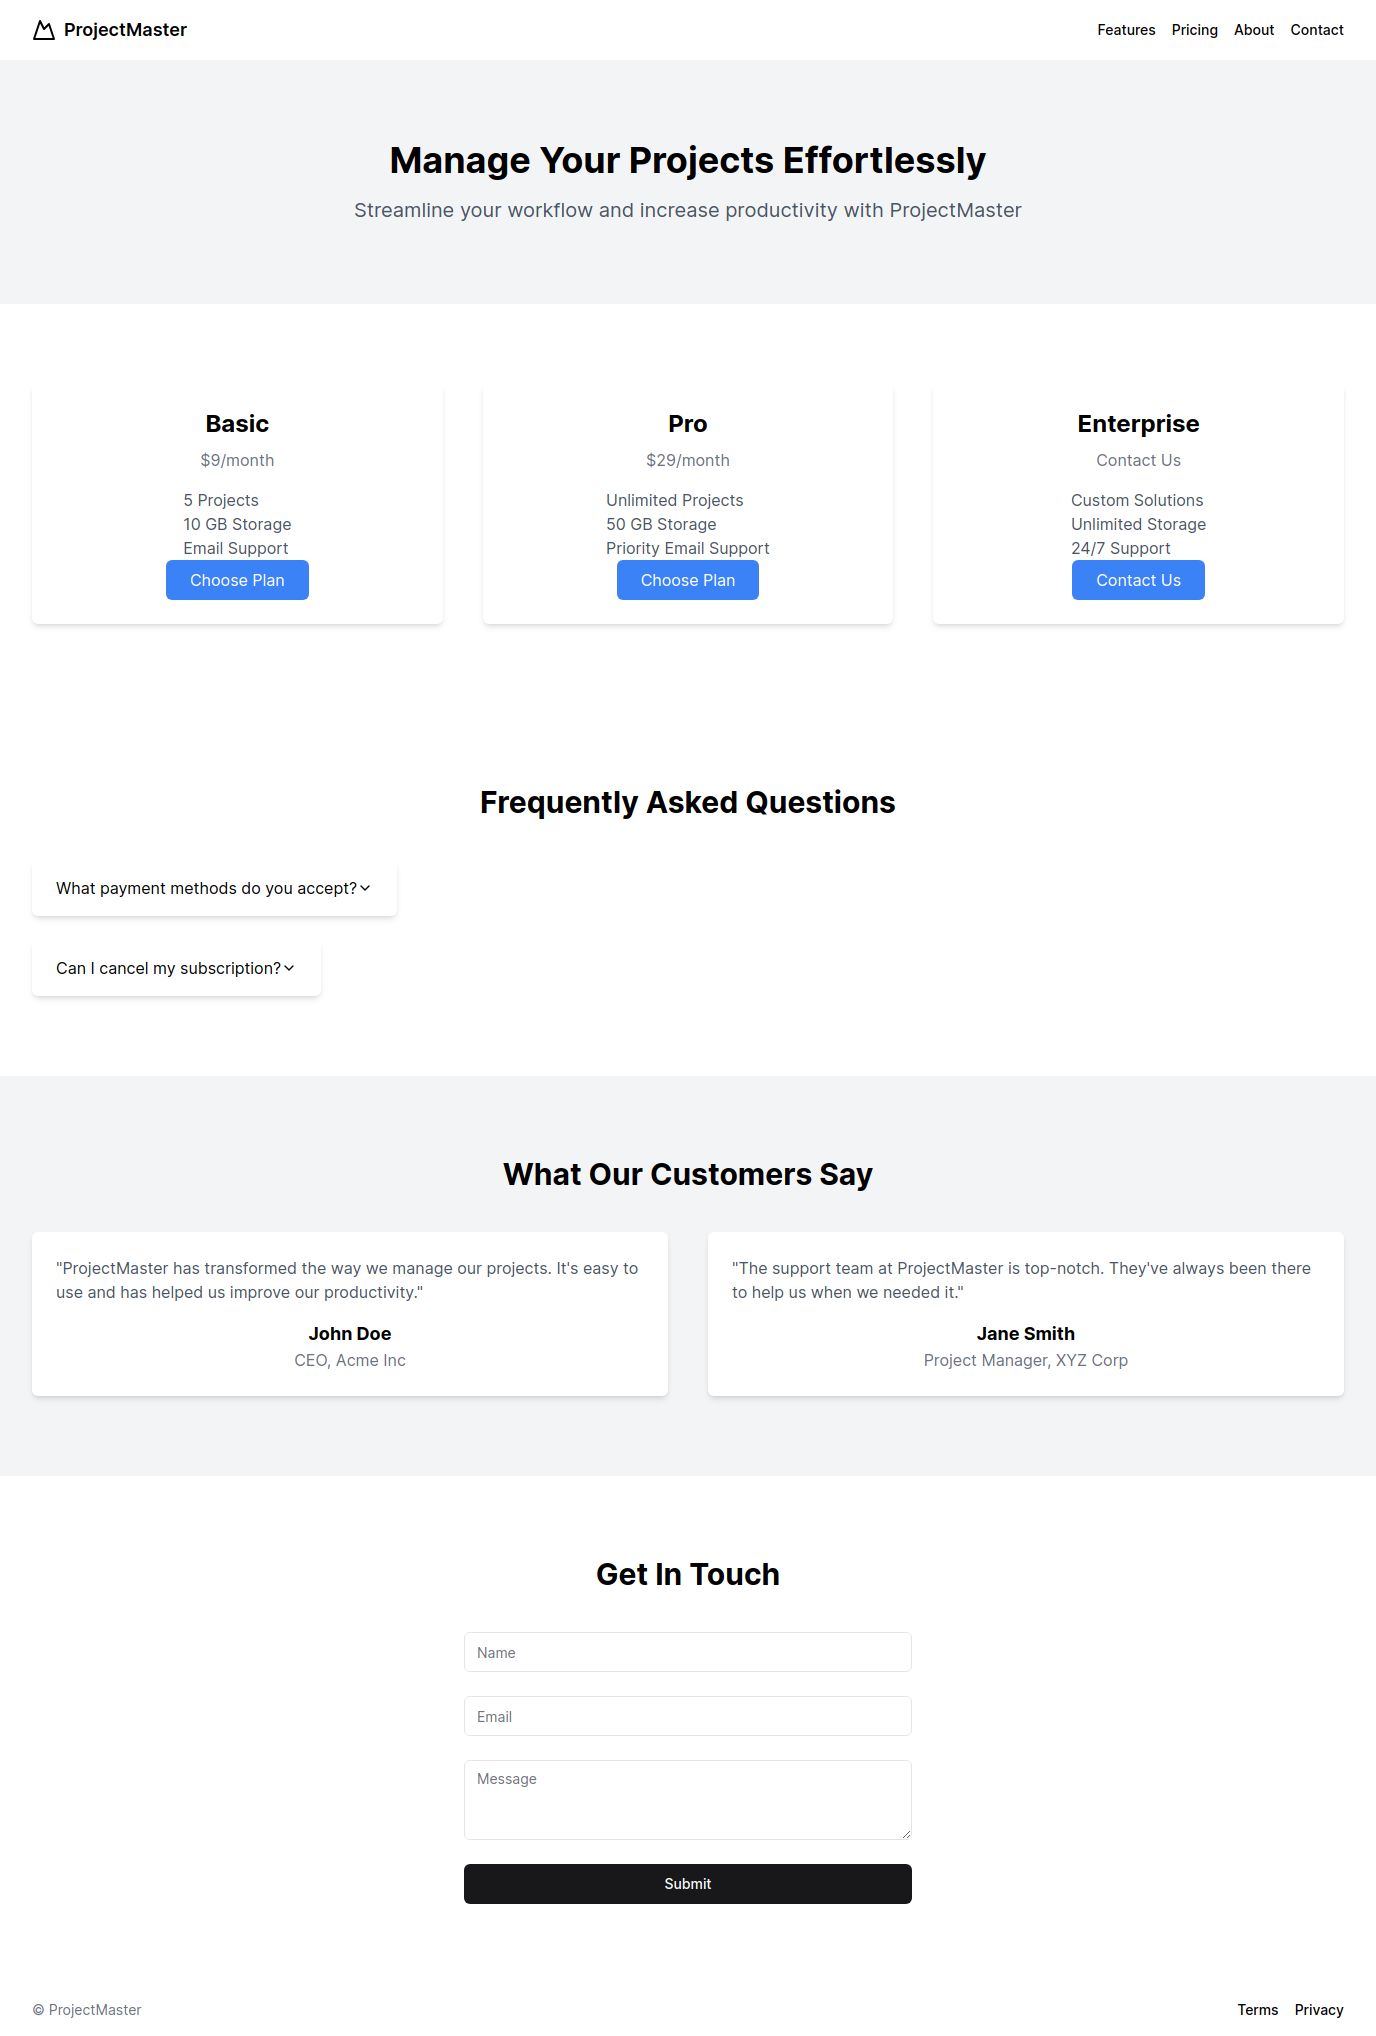 ProjectMaster
Features Pricing About Contact
Manage Your Projects Effortlessly
Streamline your workflow and increase productivity with ProjectMaster
Basic
$9/month
5 Projects
10 GB Storage
Email Support
Choose Plan
Pro
$29/month
Unlimited Projects
50 GB Storage
Priority Email Support
Choose Plan
Enterprise
Contact Us
Custom Solutions
Unlimited Storage
24/7 Support
Contact Us
Frequently Asked Questions
What payment methods do you accept?
Can I cancel my subscription?
What Our Customers Say
"ProjectMaster has transformed the way we manage our projects. It's easy to
use and has helped us improve our productivity."
John Doe
CEO, Acme Inc
"The support team at ProjectMaster is top-notch. They've always been there
to help us when we needed it."
Jane Smith
Project Manager, XYZ Corp
Get In Touch
Name
Email
Message
Submit
© ProjectMaster
Terms Privacy